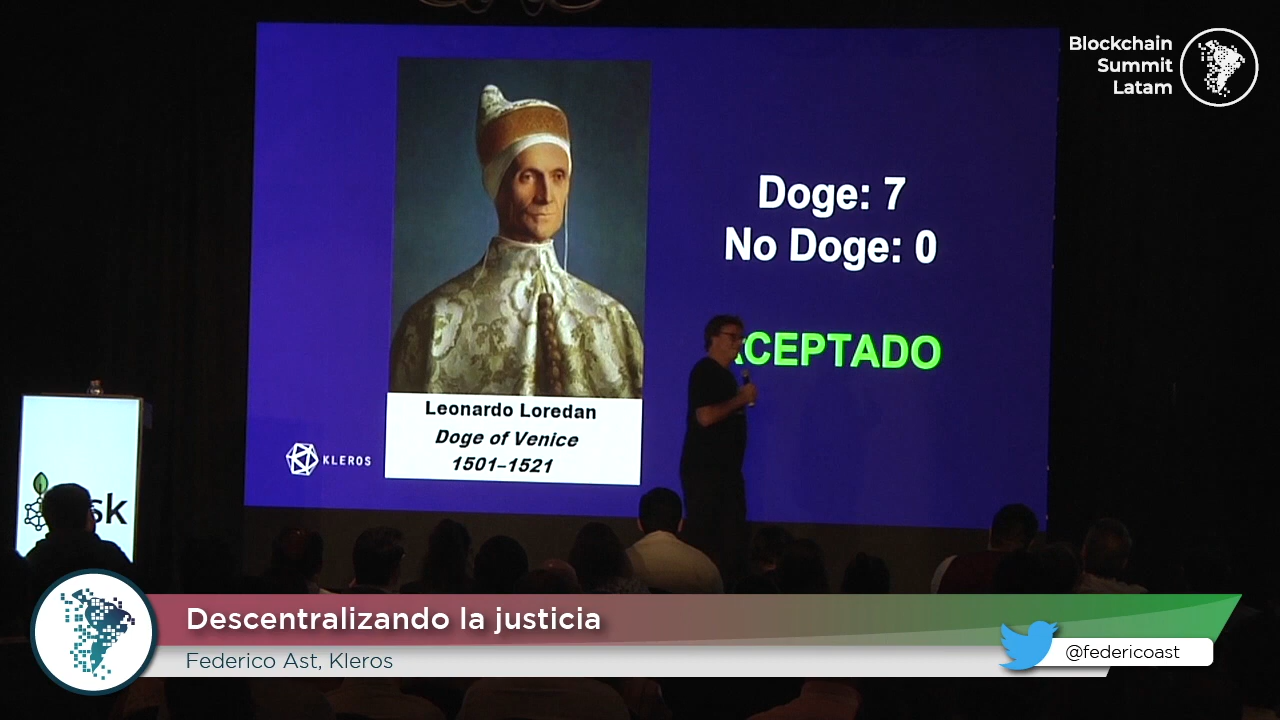 Blockchain
Summit
Latam
Doge: 7
No Doge: 0
ACEPTADO
Leonardo Loredan
Doge of Venice
1501–1521
KLEROS
sk
Descentralizando la justicia
Federico Ast, Kleros
@federicoast